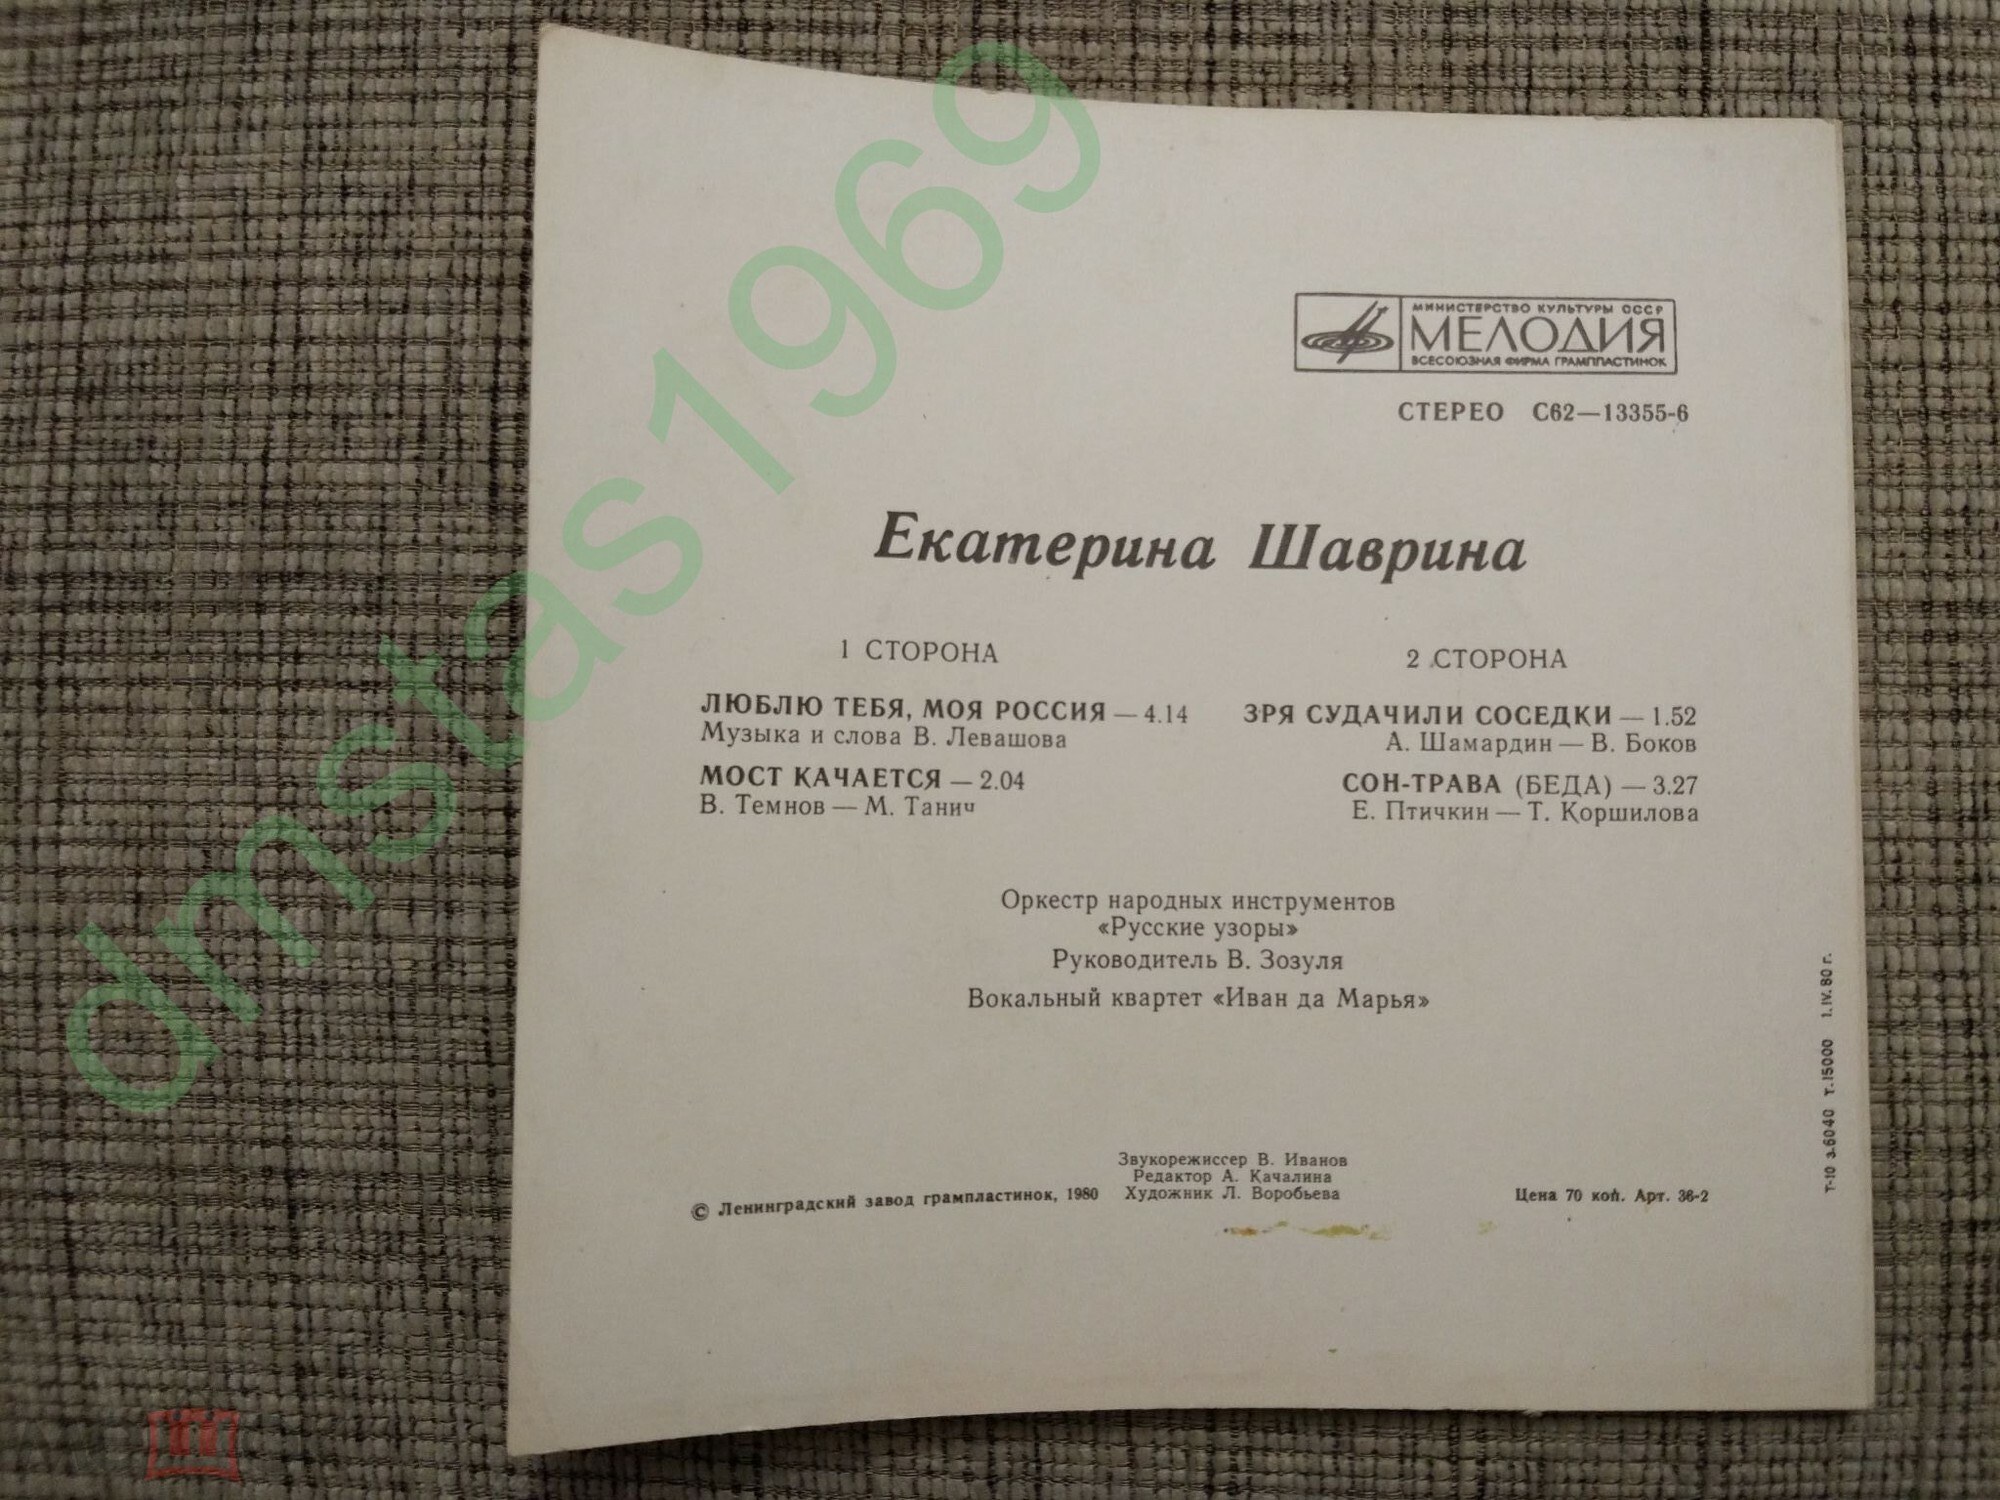 МИНИСТЕРСТВО КУЛЬТУРЫ СССР
МЕЛОДИЯ
ВСЕСОЮЗНАЯ ФИРМА ГРАМПЛАСТИНОК
СТЕРЕО С62—13355-6
Екатерина Шаврина
1 СТОРОНА
ЛЮБЛЮ ТЕБЯ, МОЯ РОССИЯ — 4.14
Музыка и слова В. Левашова
МОСТ КАЧАЕТСЯ — 2.04
В. Темнов — М. Танич
2 СТОРОНА
ЗРЯ СУДАЧИЛИ СОСЕДКИ — 1.52
А. Шамардин — В. Боков
СОН-ТРАВА (БЕДА) — 3.27
Е. Птичкин — Т. Коршилова
Оркестр народных инструментов
«Русские узоры»
Руководитель В. Зозуля
Вокальный квартет «Иван да Марья»
Звукорежиссер В. Иванов
Редактор А. Качалина
Художник Л. Воробьева
© Ленинградский завод грампластинок, 1980
Цена 70 коп. Арт. 36-2
Т-10 з.6040 Т.15000 1.IV.80 г.
dmstas1969